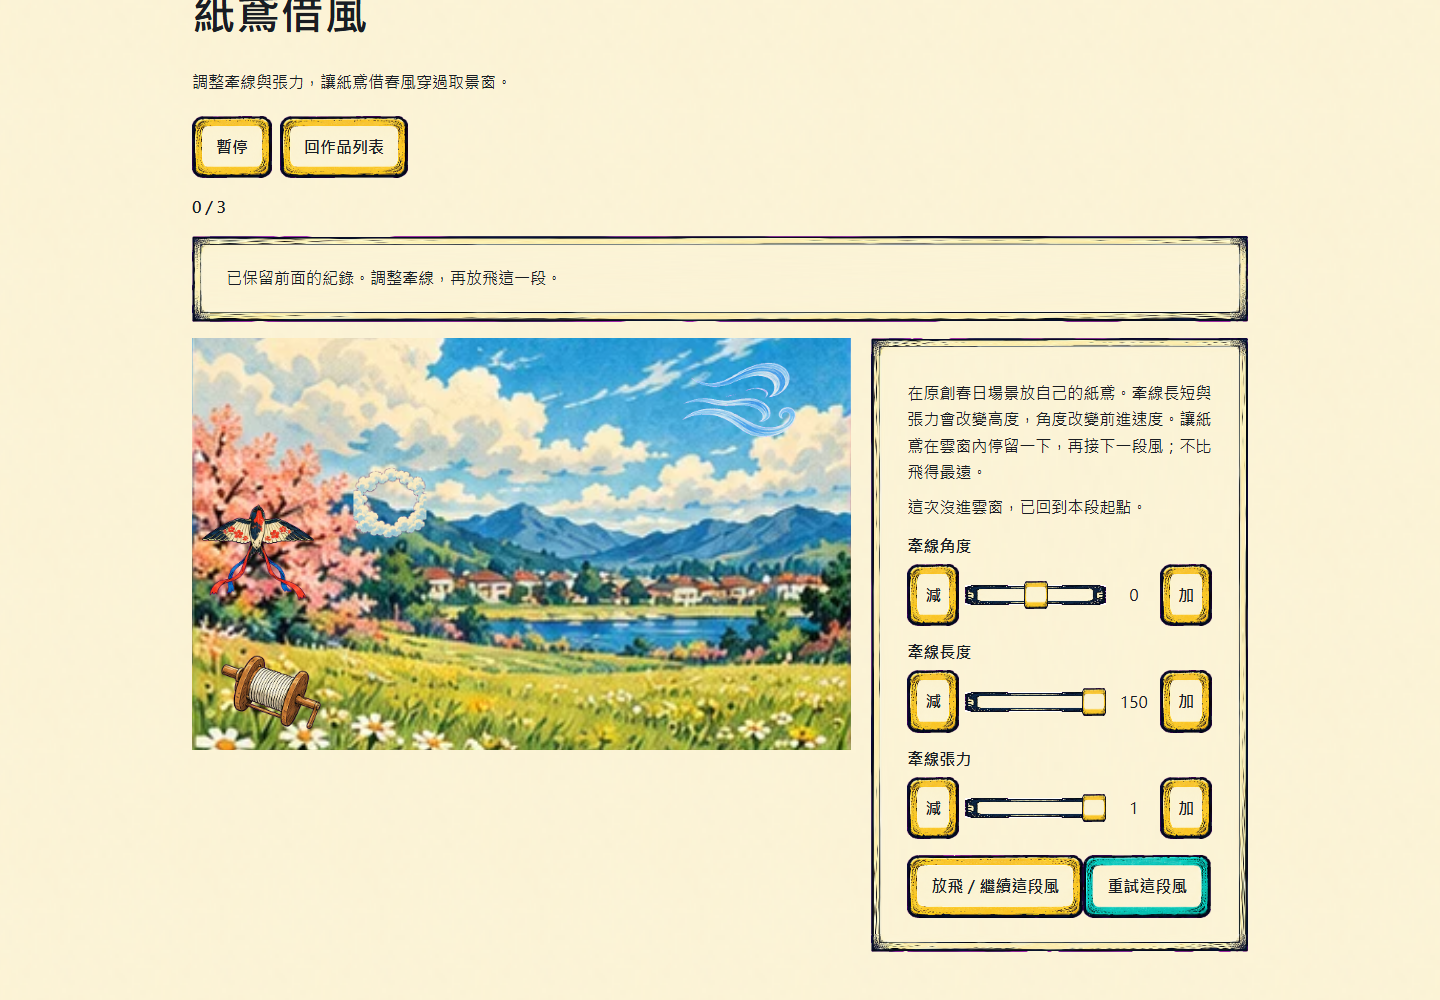 紙鳶借風
調整牽線與張力，讓紙鳶借春風穿過取景窗。
暫停
回作品列表
0 / 3
已保留前面的紀錄。調整牽線，再放飛這一段。
在原創春日場景放自己的紙鳶。牽線長短與
張力會改變高度，角度改變前進速度。讓紙
鳶在雲窗內停留一下，再接下一段風；不比
飛得最遠。
這次沒進雲窗，已回到本段起點。
牽線角度
減
0
加
牽線長度
減
150
加
牽線張力
減
1
加
放飛 / 繼續這段風
重試這段風